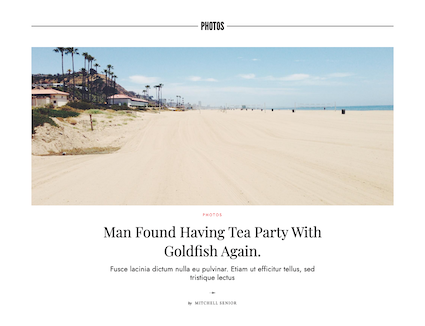 PHOTOS
PHOTOS
Man Found Having Tea Party With
Goldfish Again.
Fusce lacinia dictum nulla eu pulvinar. Etiam ut efficitur tellus, sed
tristique lectus
by MITCHELL SENIOR